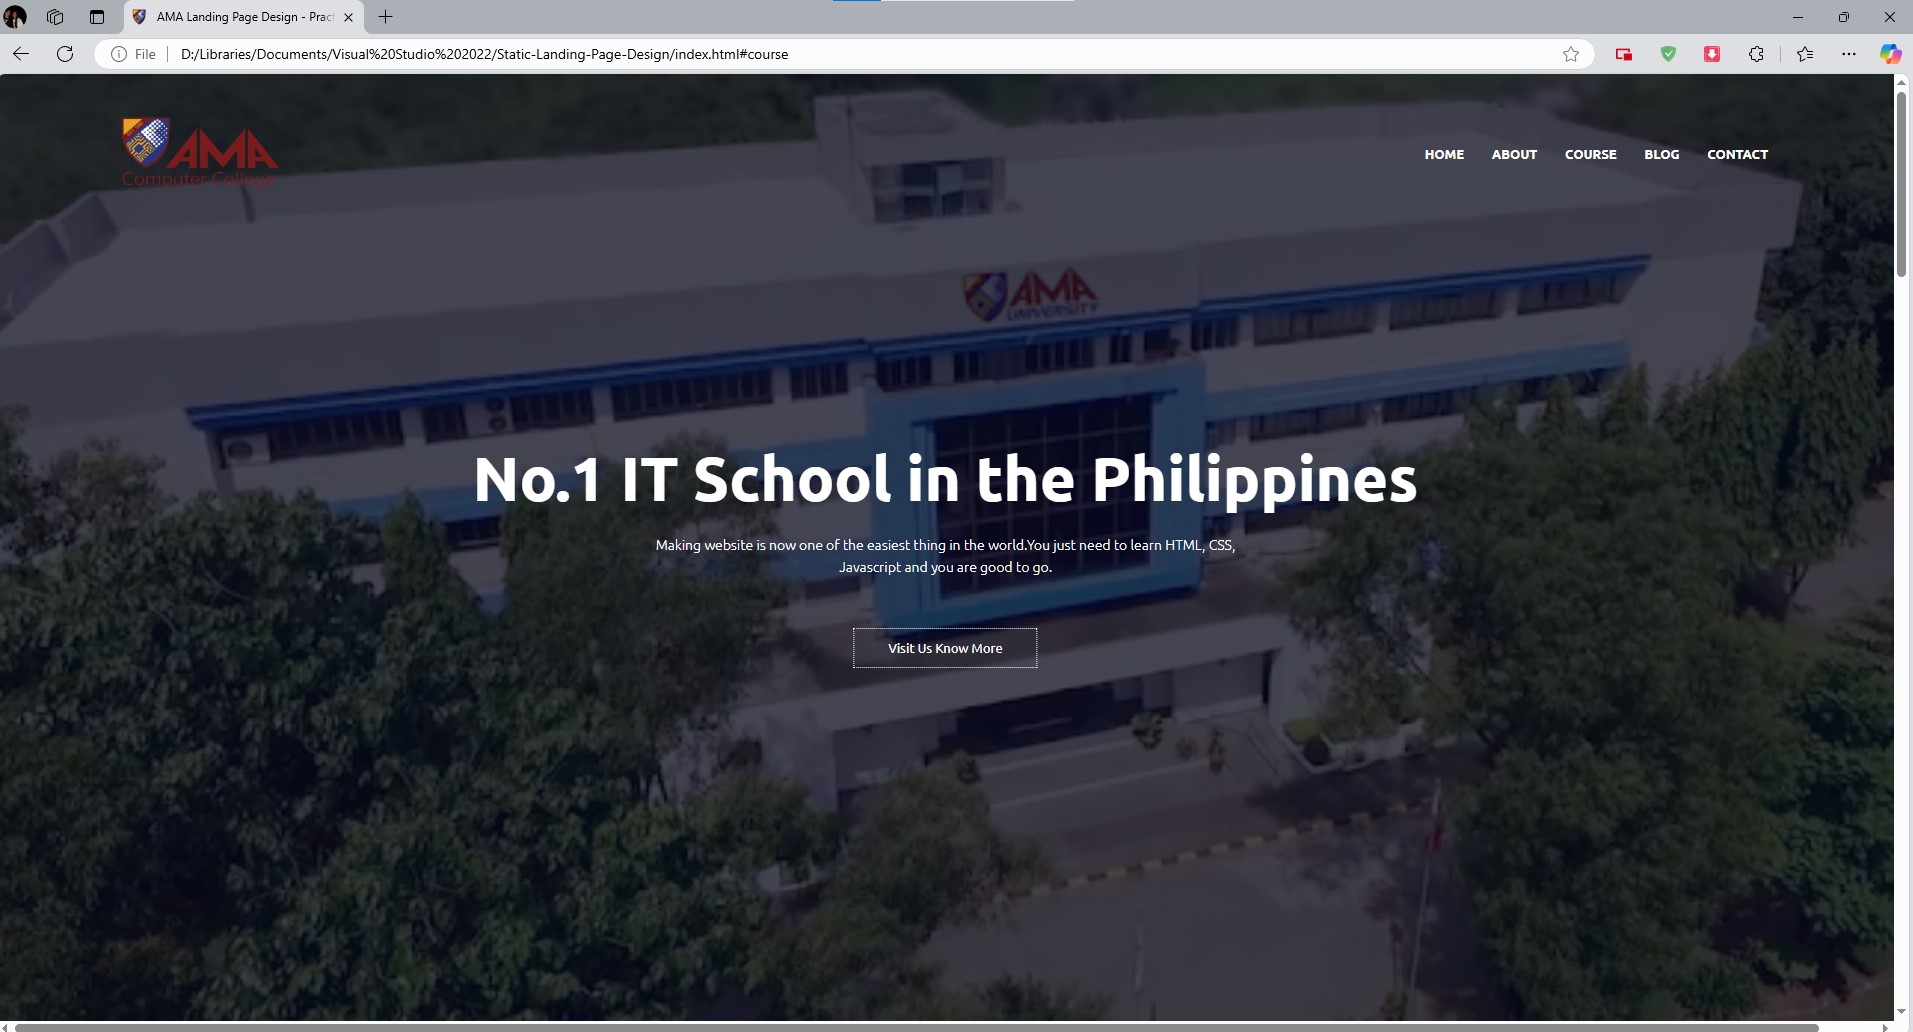 AMA Landing Page Design - Prac
File
D:/Libraries/Documents/Visual%20Studio%202022/Static-Landing-Page-Design/index.html#course
AMA
Computer College
HOME ABOUT COURSE BLOG CONTACT
AMA
UNIVERSITY
No.1 IT School in the Philippines
Making website is now one of the easiest thing in the world.You just need to learn HTML, CSS,
Javascript and you are good to go.
Visit Us Know More